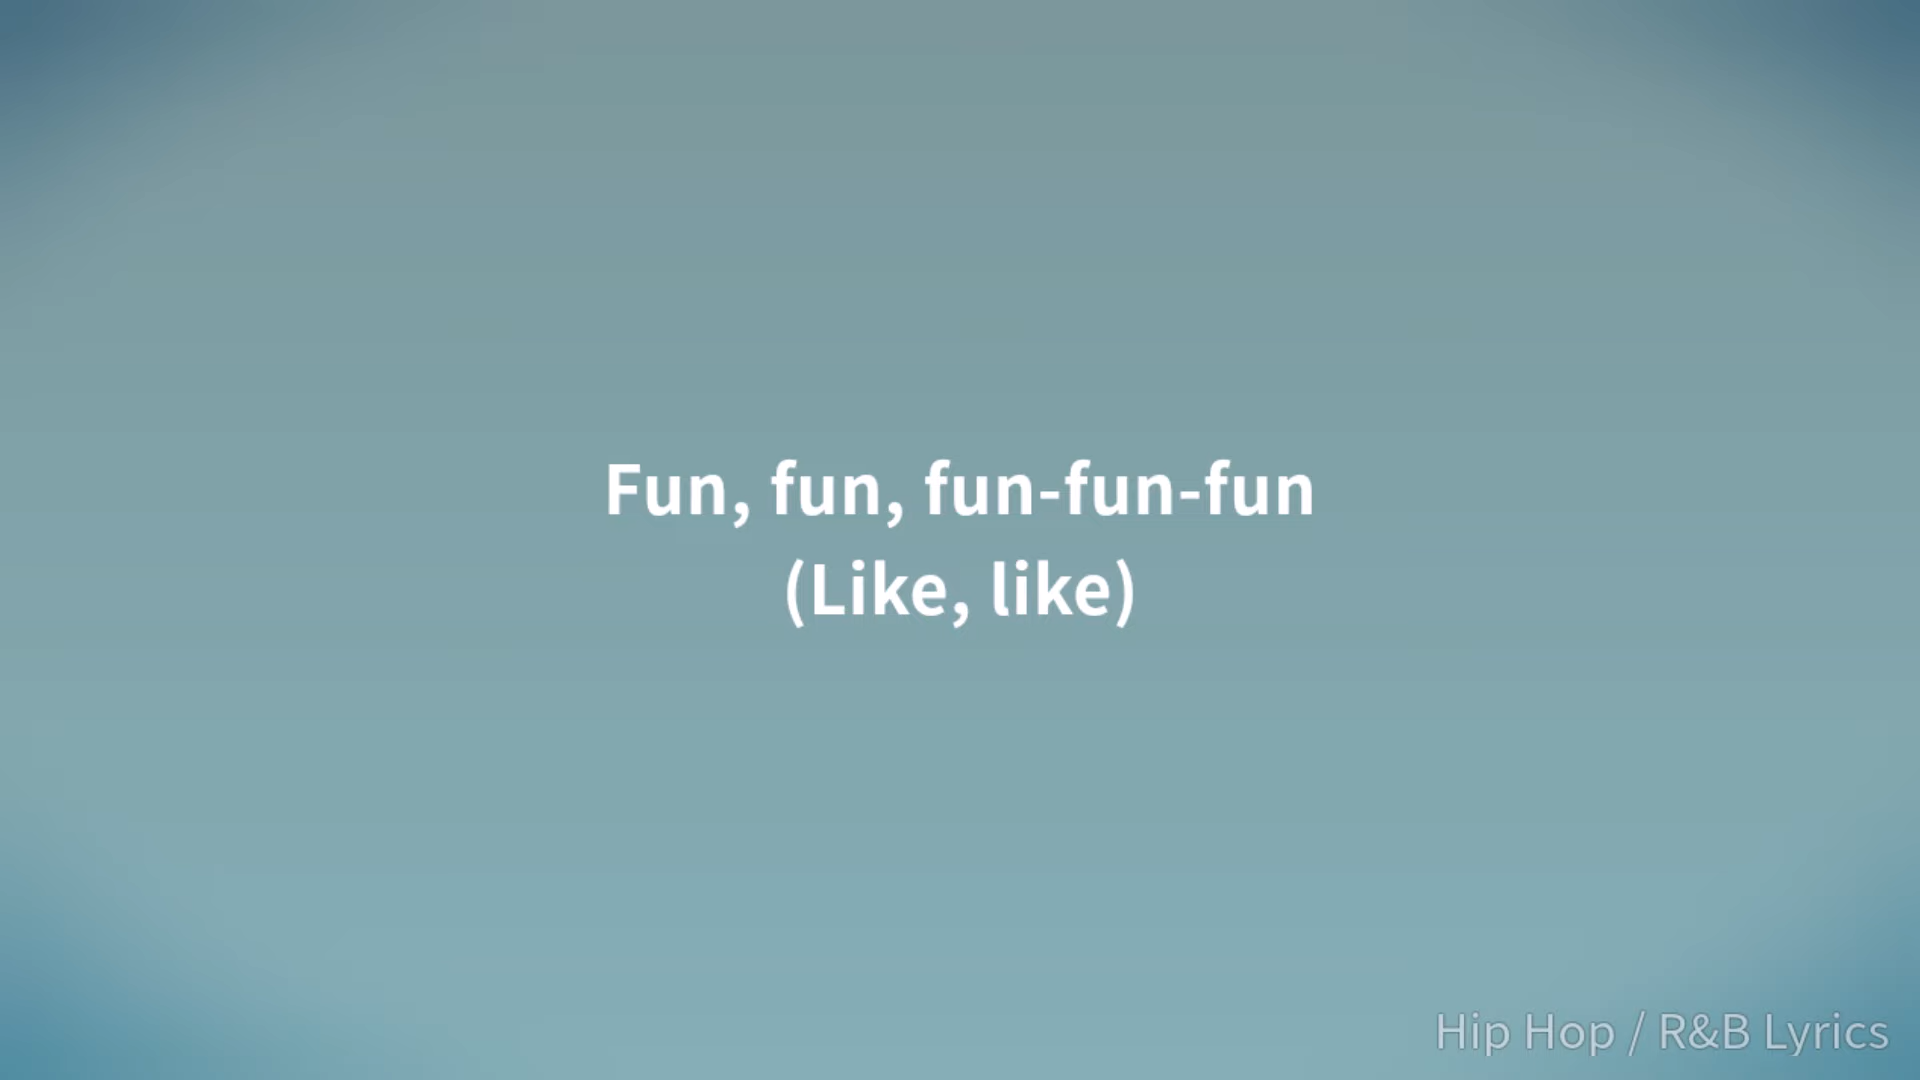 Fun, fun, fun-fun-fun
(Like, like)
Hip Hop / R&B Lyrics